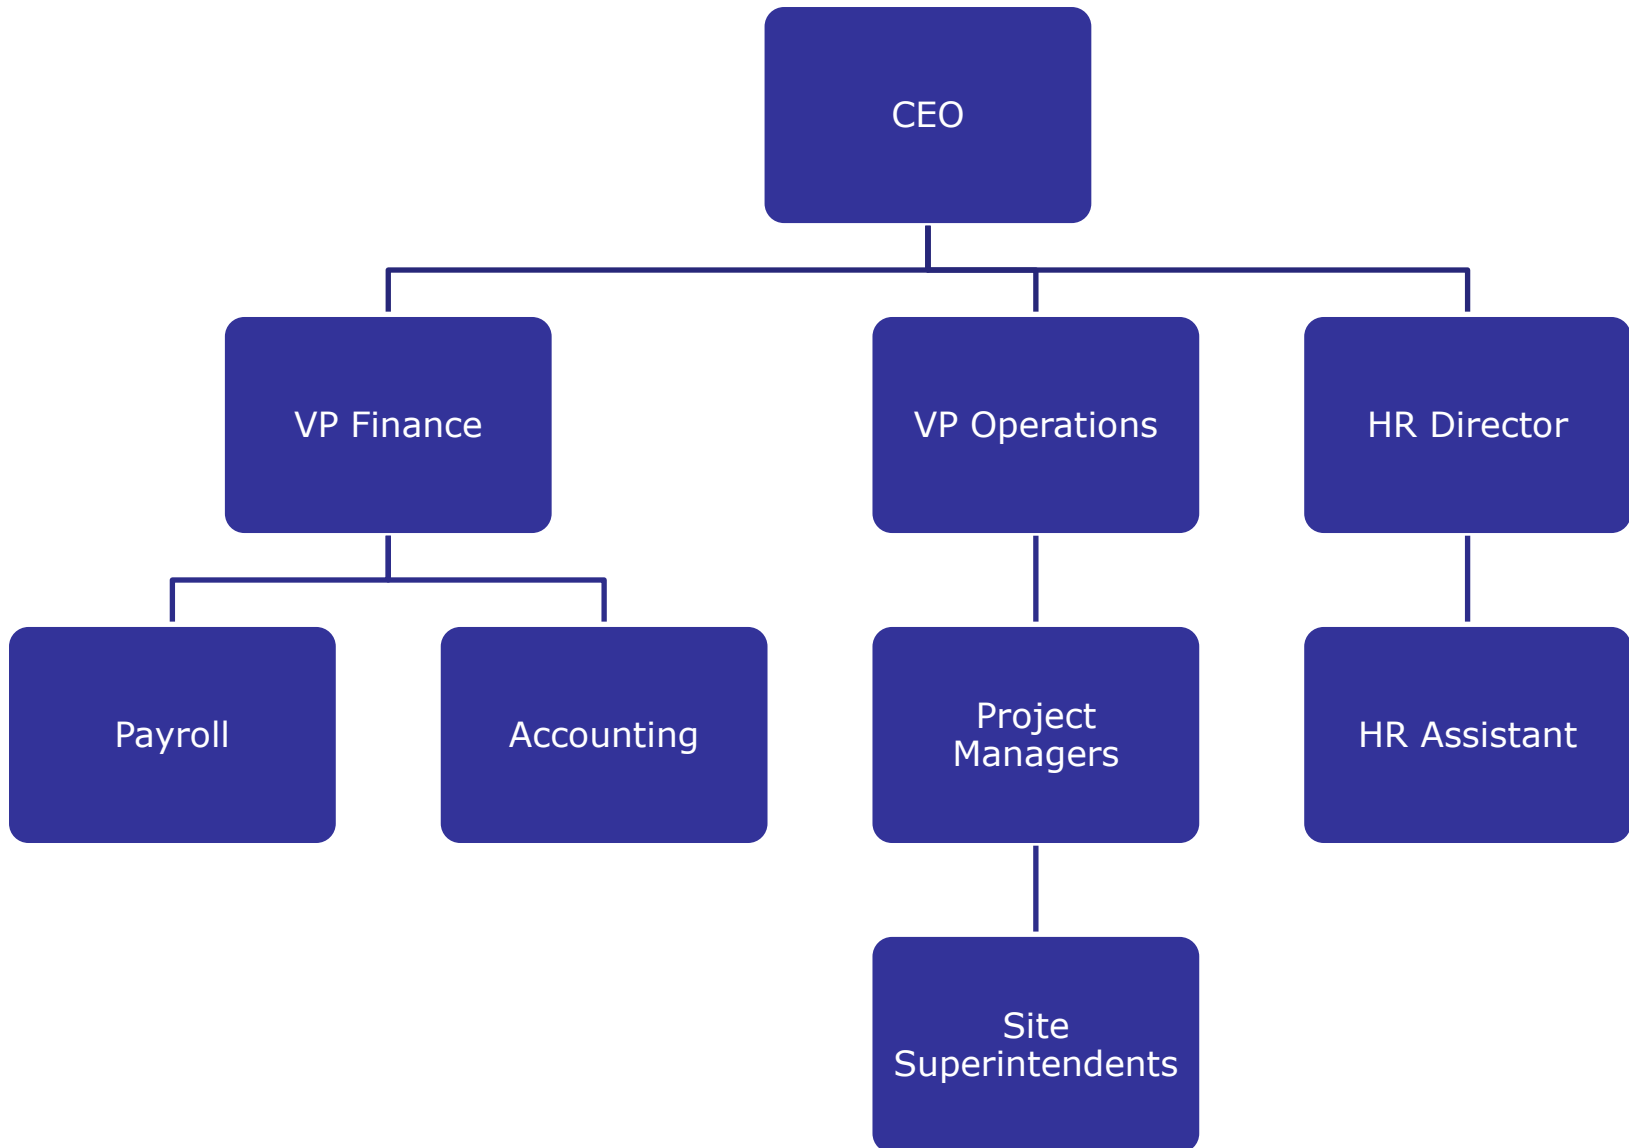 CEO
VP Finance
VP Operations
HR Director
Payroll
Accounting
Project
Managers
HR Assistant
Site
Superintendents